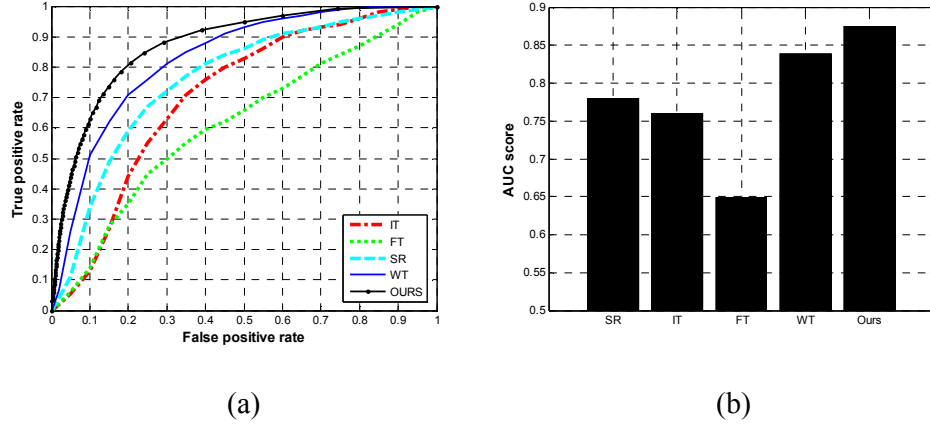 1
0.9
0.8
0.7
0.6
0.5
0.4
0.3
0.2
0.1
0
True positive rate
IT
FT
SR
WT
OURS
0 0.1 0.2 0.3 0.4 0.5 0.6 0.7 0.8 0.9 1
False positive rate
(a)
0.9
0.85
0.8
0.75
0.7
0.65
0.6
0.55
0.5
AUC score
SR IT FT WT Ours
(b)